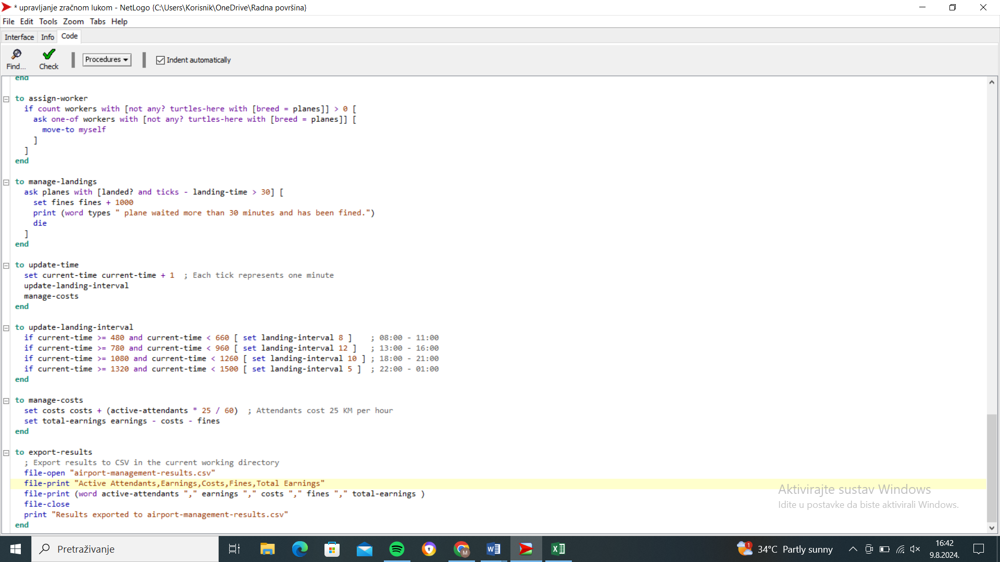 * upravljanje zračnom lukom - NetLogo {C:\Users\Korisnik\OneDrive\Radna površina}
File Edit Tools Zoom Tabs Help
Interface Info Code
Find... Check Procedures Indent automatically
end
to assign-worker
if count workers with [not any? turtles-here with [breed = planes]] > 0 [
ask one-of workers with [not any? turtles-here with [breed = planes]] [
move-to myself
]
]
end
to manage-landings
ask planes with [landed? and ticks - landing-time > 30] [
set fines fines + 1000
print (word types " plane waited more than 30 minutes and has been fined.")
die
]
end
to update-time
set current-time current-time + 1 ; Each tick represents one minute
update-landing-interval
manage-costs
end
to update-landing-interval
if current-time >= 480 and current-time < 660 [ set landing-interval 8 ] ; 08:00 - 11:00
if current-time >= 780 and current-time < 960 [ set landing-interval 12 ] ; 13:00 - 16:00
if current-time >= 1080 and current-time < 1260 [ set landing-interval 10 ] ; 18:00 - 21:00
if current-time >= 1320 and current-time < 1500 [ set landing-interval 5 ] ; 22:00 - 01:00
end
to manage-costs
set costs costs + (active-attendants * 25 / 60) ; Attendants cost 25 KM per hour
set total-earnings earnings - costs - fines
end
to export-results
; Export results to CSV in the current working directory
file-open "airport-management-results.csv"
file-print "Active Attendants,Earnings,Costs,Fines,Total Earnings"
file-print (word active-attendants "," earnings "," costs "," fines "," total-earnings )
file-close
print "Results exported to airport-management-results.csv"
end
Aktivirajte sustav Windows
Idite u postavke da biste aktivirali Windows.
Pretraživanje
M
1
34°C Partly sunny
16:42
9.8.2024.